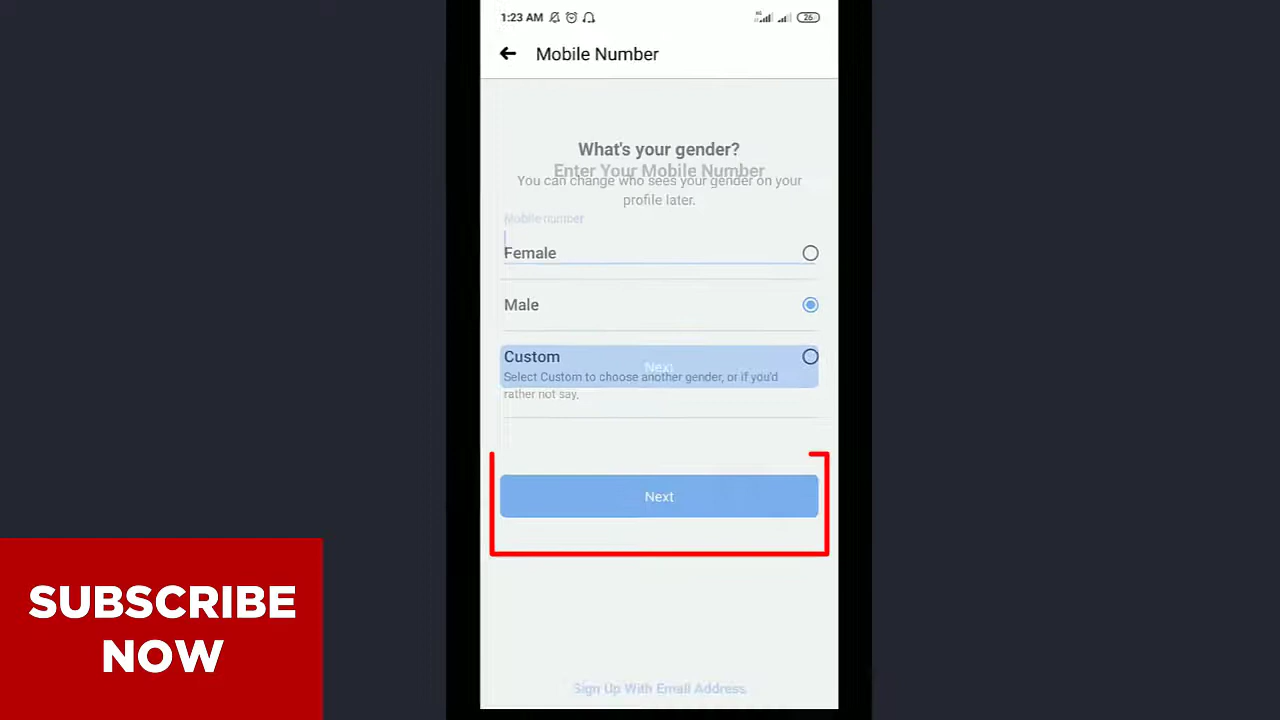 1:23 AM
26
Mobile Number
What's your gender?
Enter Your Mobile Number
You can change who sees your gender on your
profile later.
Mobile number
Female
Male
Custom
Next
Select Custom to choose another gender, or if you'd
rather not say.
Next
Sign Up With Email Address
SUBSCRIBE
NOW